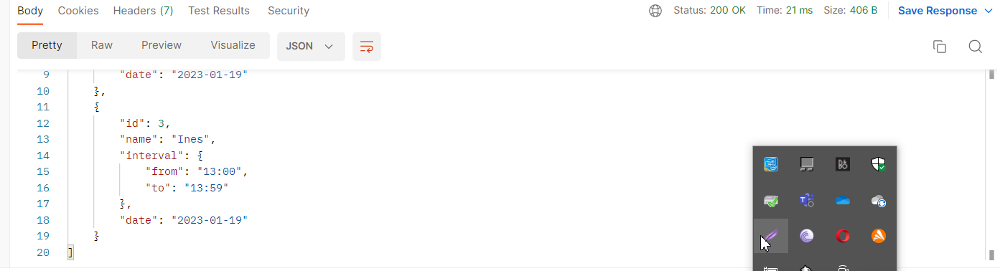 Body Cookies Headers (7) Test Results Security Status: 200 OK Time: 21 ms Size: 406 B Save Response
Pretty Raw Preview Visualize JSON
9 "date": "2023-01-19"
10 },
11 {
12 "id": 3,
13 "name": "Ines",
14 "interval": {
15 "from": "13:00",
16 "to": "13:59"
17 },
18 "date": "2023-01-19"
19 }
20 ]